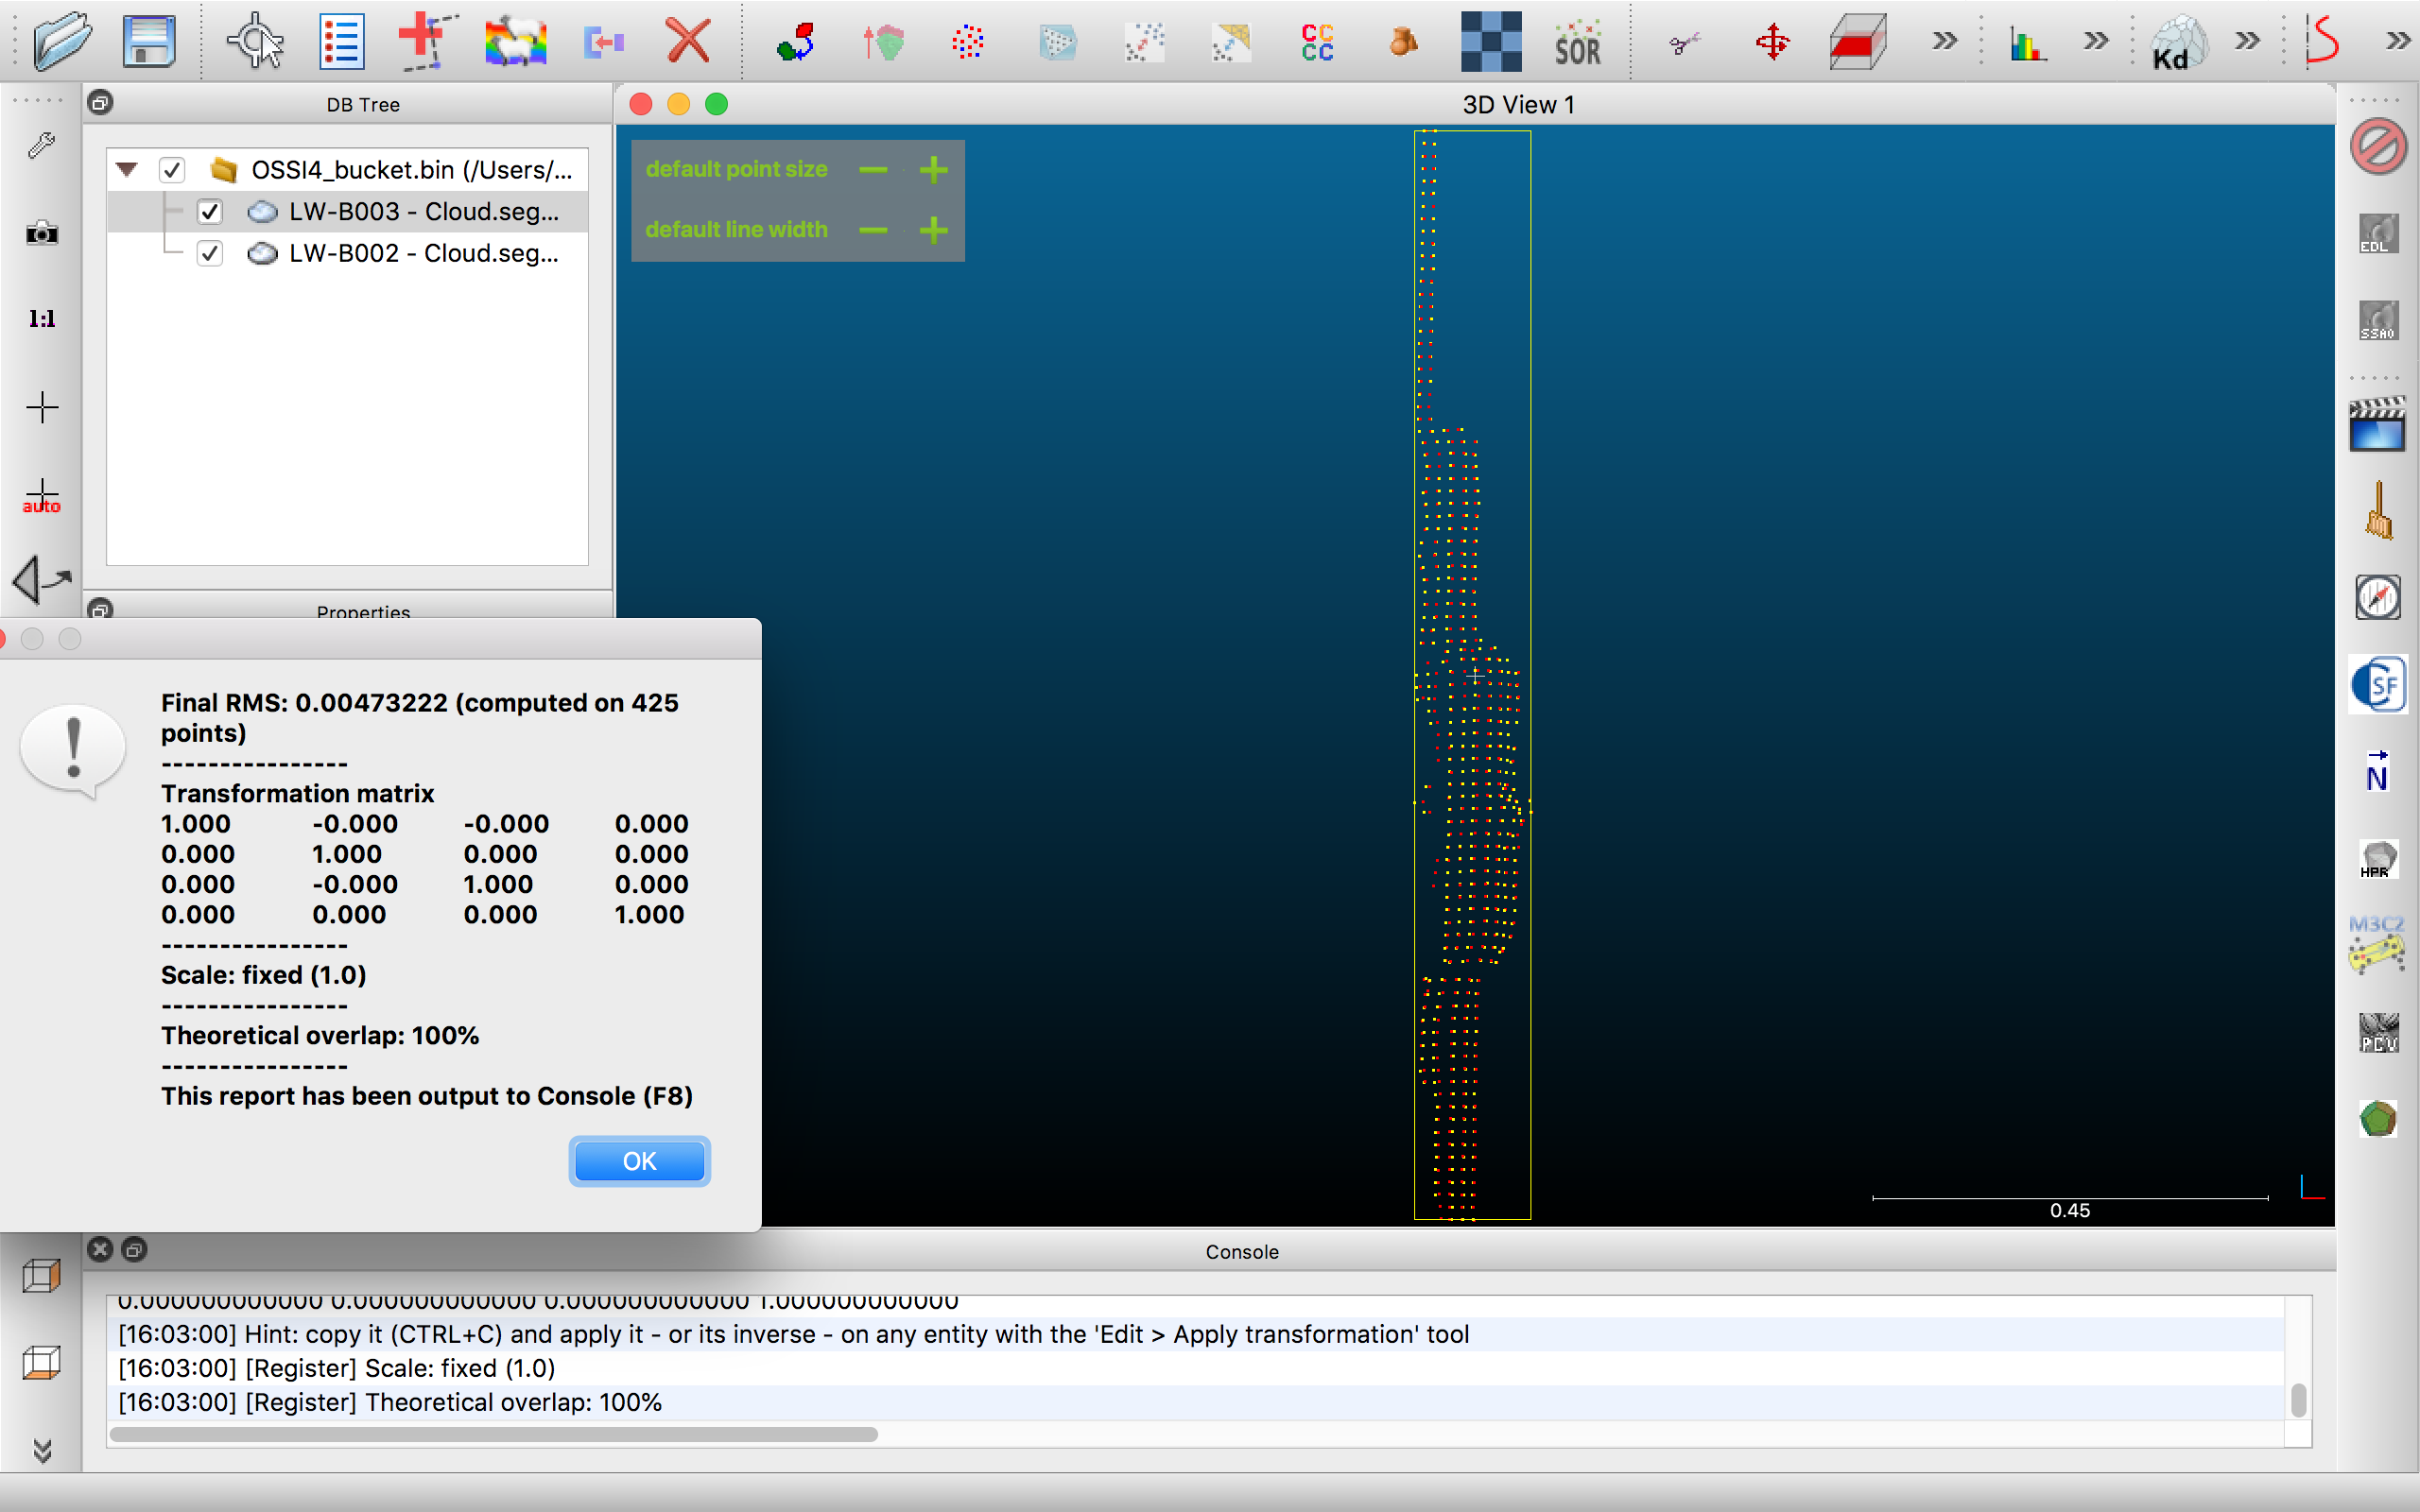 CC
CC
SOR
Kd
DB Tree
3D View 1
OSSI4_bucket.bin (/Users/...
LW-B003 - Cloud.seg...
LW-B002 - Cloud.seg...
default point size
default line width
EDL
1:1
SSAO
auto
Properties
SF
Final RMS: 0.00473222 (computed on 425
points)
----------------
Transformation matrix
1.000 -0.000 -0.000 0.000
0.000 1.000 0.000 0.000
0.000 -0.000 1.000 0.000
0.000 0.000 0.000 1.000
----------------
Scale: fixed (1.0)
----------------
Theoretical overlap: 100%
----------------
This report has been output to Console (F8)
OK
N
HPR
M3C2
PCV
0.45
Console
0.000000000000 0.000000000000 0.000000000000 1.000000000000
[16:03:00] Hint: copy it (CTRL+C) and apply it - or its inverse - on any entity with the 'Edit > Apply transformation' tool
[16:03:00] [Register] Scale: fixed (1.0)
[16:03:00] [Register] Theoretical overlap: 100%